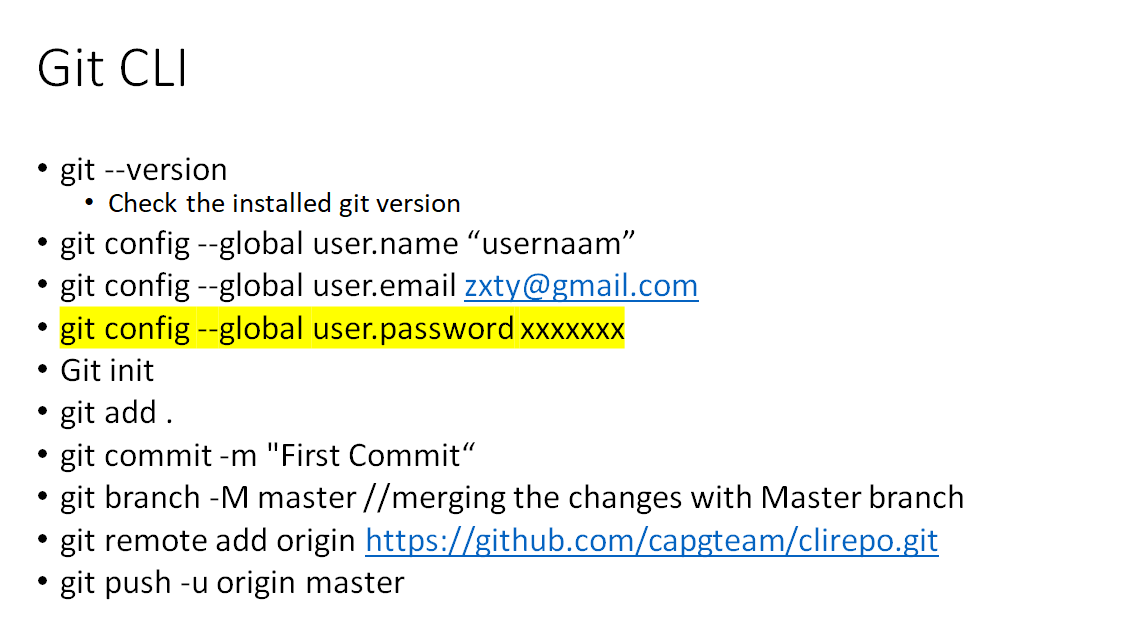 Git CLI
• git --version
• Check the installed git version
• git config --global user.name “usernaam”
• git config --global user.email zxty@gmail.com
• git config --global user.password xxxxxxx
• Git init
• git add .
• git commit -m "First Commit“
• git branch -M master //merging the changes with Master branch
• git remote add origin https://github.com/capgteam/clirepo.git
• git push -u origin master